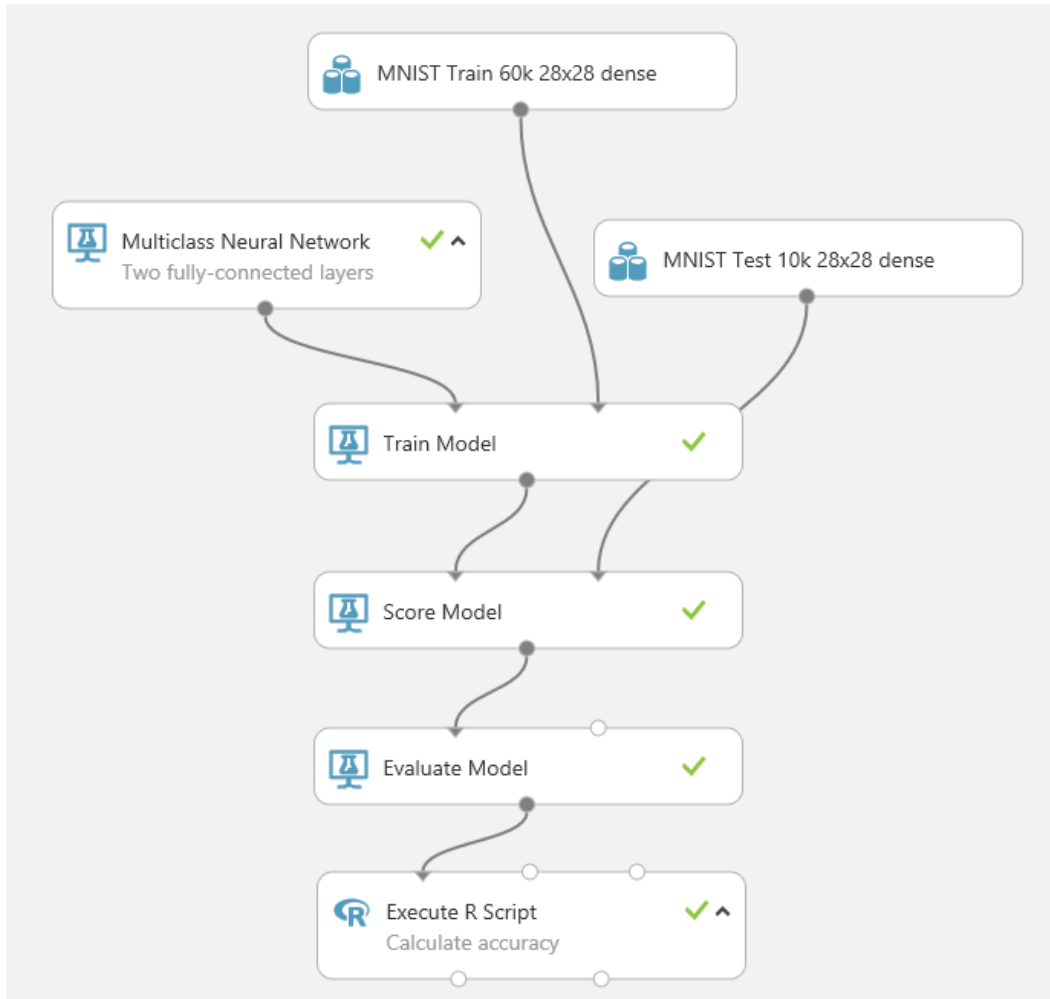 MNIST Train 60k 28x28 dense
Multiclass Neural Network
Two fully-connected layers
MNIST Test 10k 28x28 dense
Train Model
Score Model
Evaluate Model
R
Execute R Script
Calculate accuracy